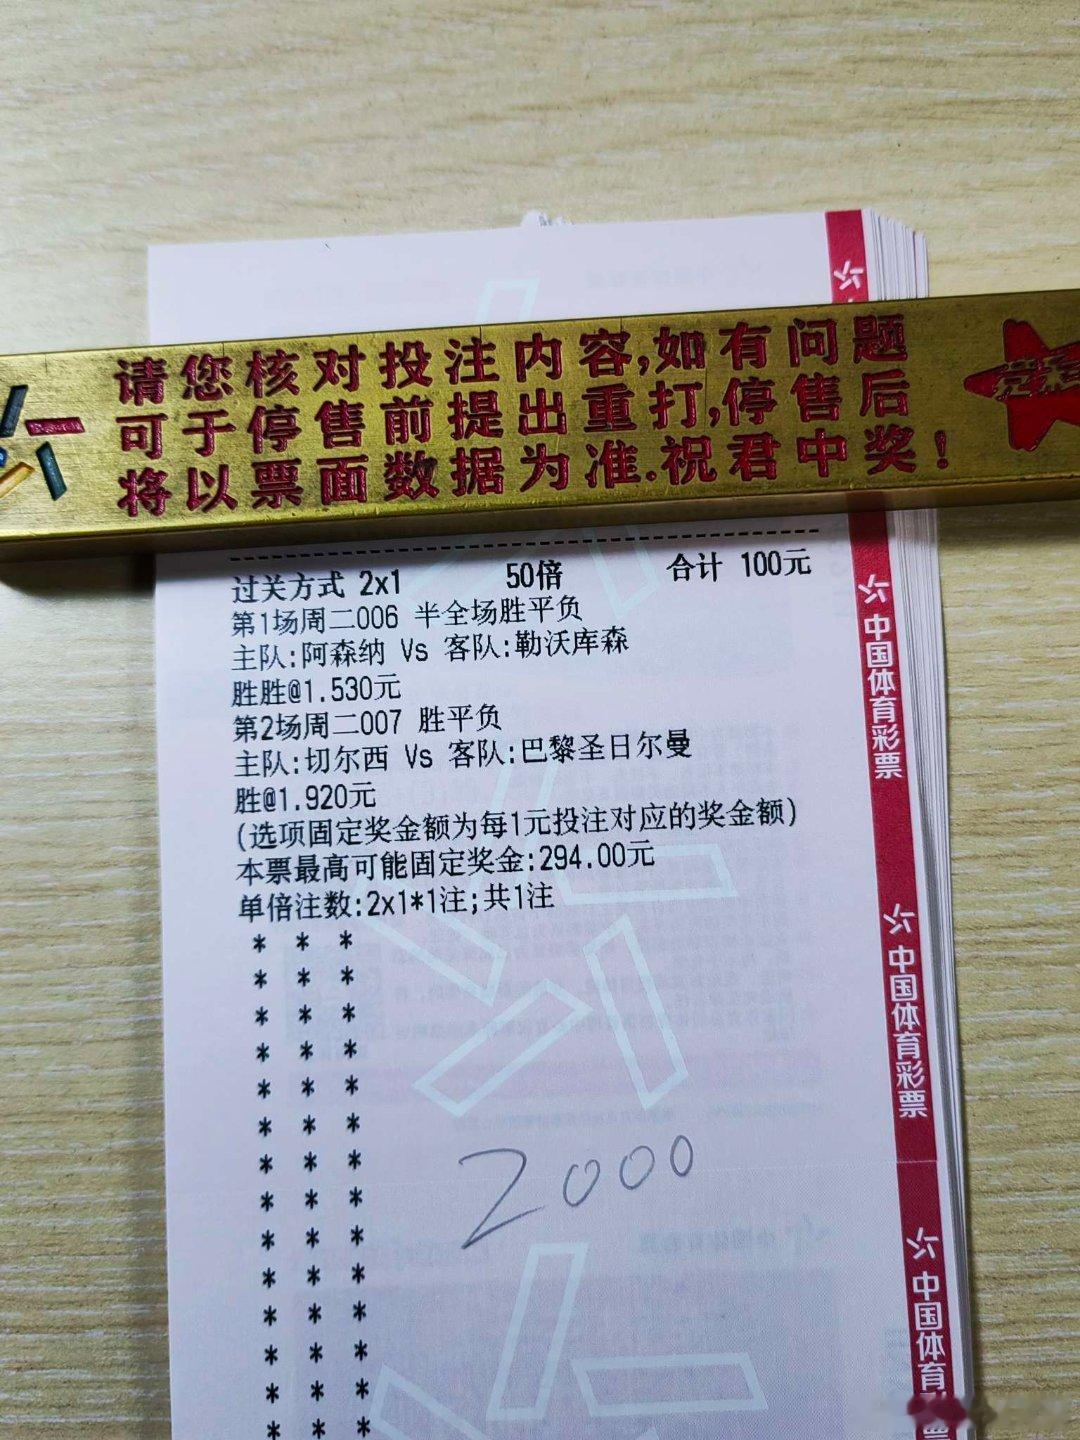 请您核对投注内容,如有问题
可于停售前提出重打,停售后
将以票面数据为准.祝君中奖!
过关方式 2x1 50倍 合计 100元
第1场周二006 半全场胜平负
主队:阿森纳 Vs 客队:勒沃库森
胜胜@1.530元
第2场周二007 胜平负
主队:切尔西 Vs 客队:巴黎圣日尔曼
胜@1.920元
(选项固定奖金额为每1元投注对应的奖金额)
本票最高可能固定奖金:294.00元
单倍注数:2x1*1注;共1注
* * *
* * *
* * *
* * *
* * *
* * *
* * *
* * *
* * *
* * *
* * *
* * *
* * *
* * *
2000
中国体育彩票
中国体育彩票
中国体育彩票